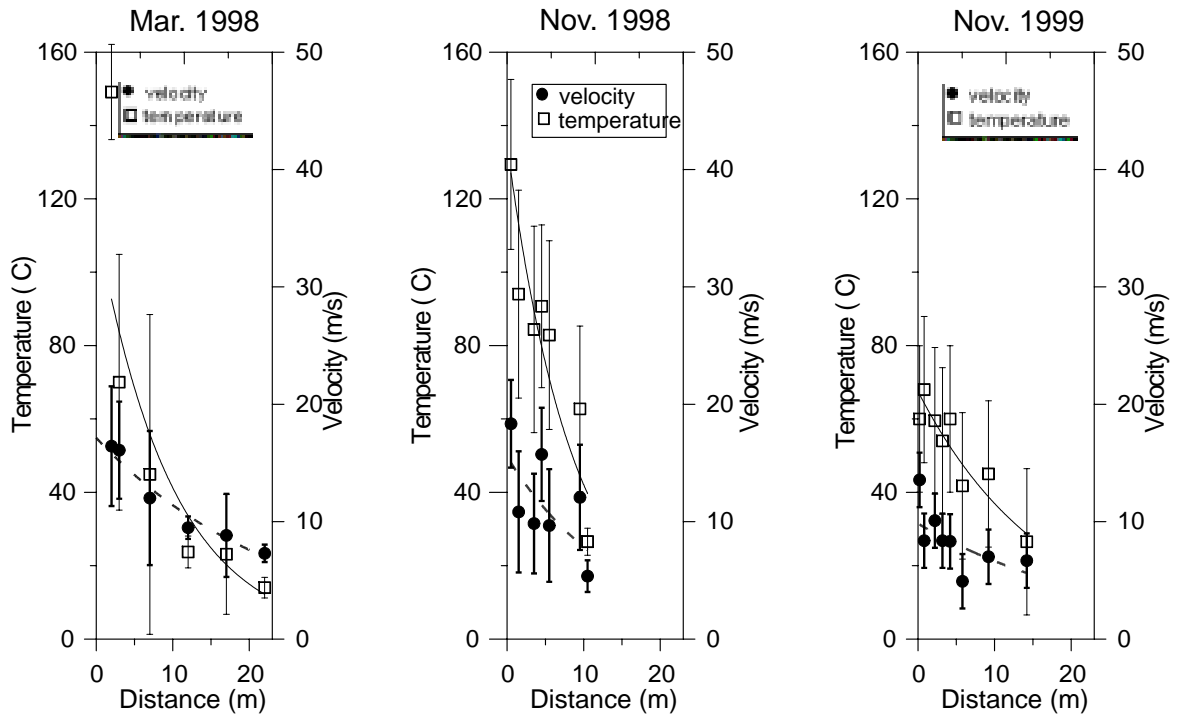 Mar. 1998
160
120
80
40
0
50
40
30
20
10
0
velocity
temperature
Temperature ( C)
Velocity (m/s)
0 10 20
Distance (m)
Nov. 1998
160
120
80
40
0
50
40
30
20
10
0
velocity
temperature
Temperature ( C)
Velocity (m/s)
0 10 20
Distance (m)
Nov. 1999
160
120
80
40
0
50
40
30
20
10
0
velocity
temperature
Temperature ( C)
Velocity (m/s)
0 10 20
Distance (m)